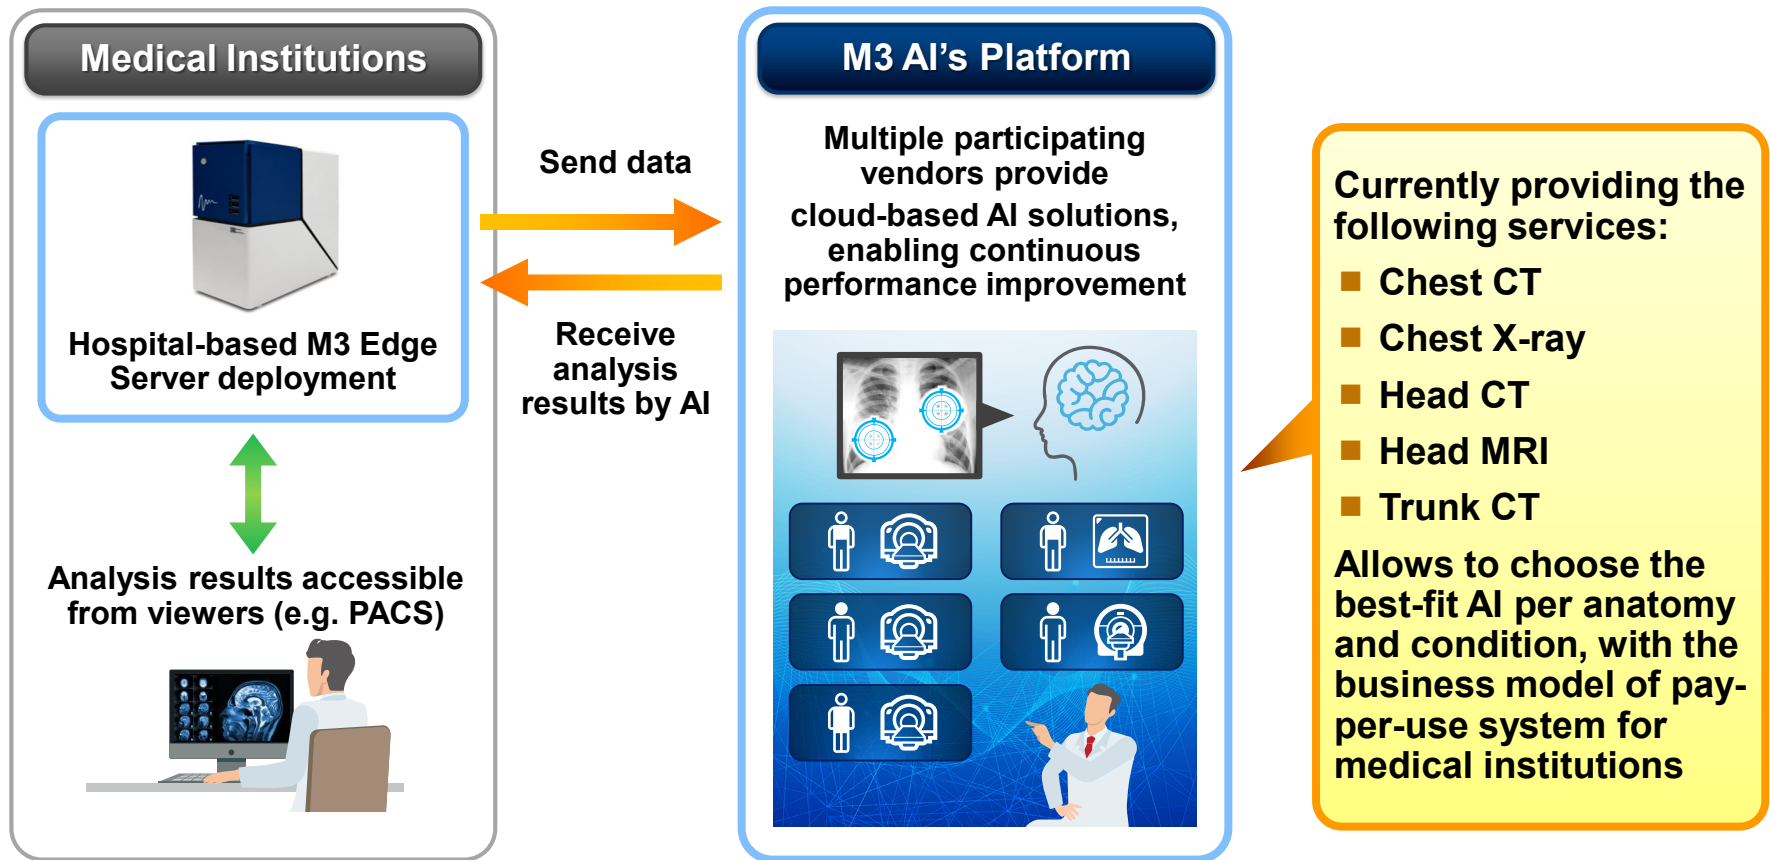 Medical Institutions
Hospital-based M3 Edge
Server deployment
Analysis results accessible
from viewers (e.g. PACS)
Send data
Receive
analysis
results by AI
M3 AI’s Platform
Multiple participating
vendors provide
cloud-based AI solutions,
enabling continuous
performance improvement
Currently providing the
following services:
Chest CT
Chest X-ray
Head CT
Head MRI
Trunk CT
Allows to choose the
best-fit AI per anatomy
and condition, with the
business model of pay-
per-use system for
medical institutions